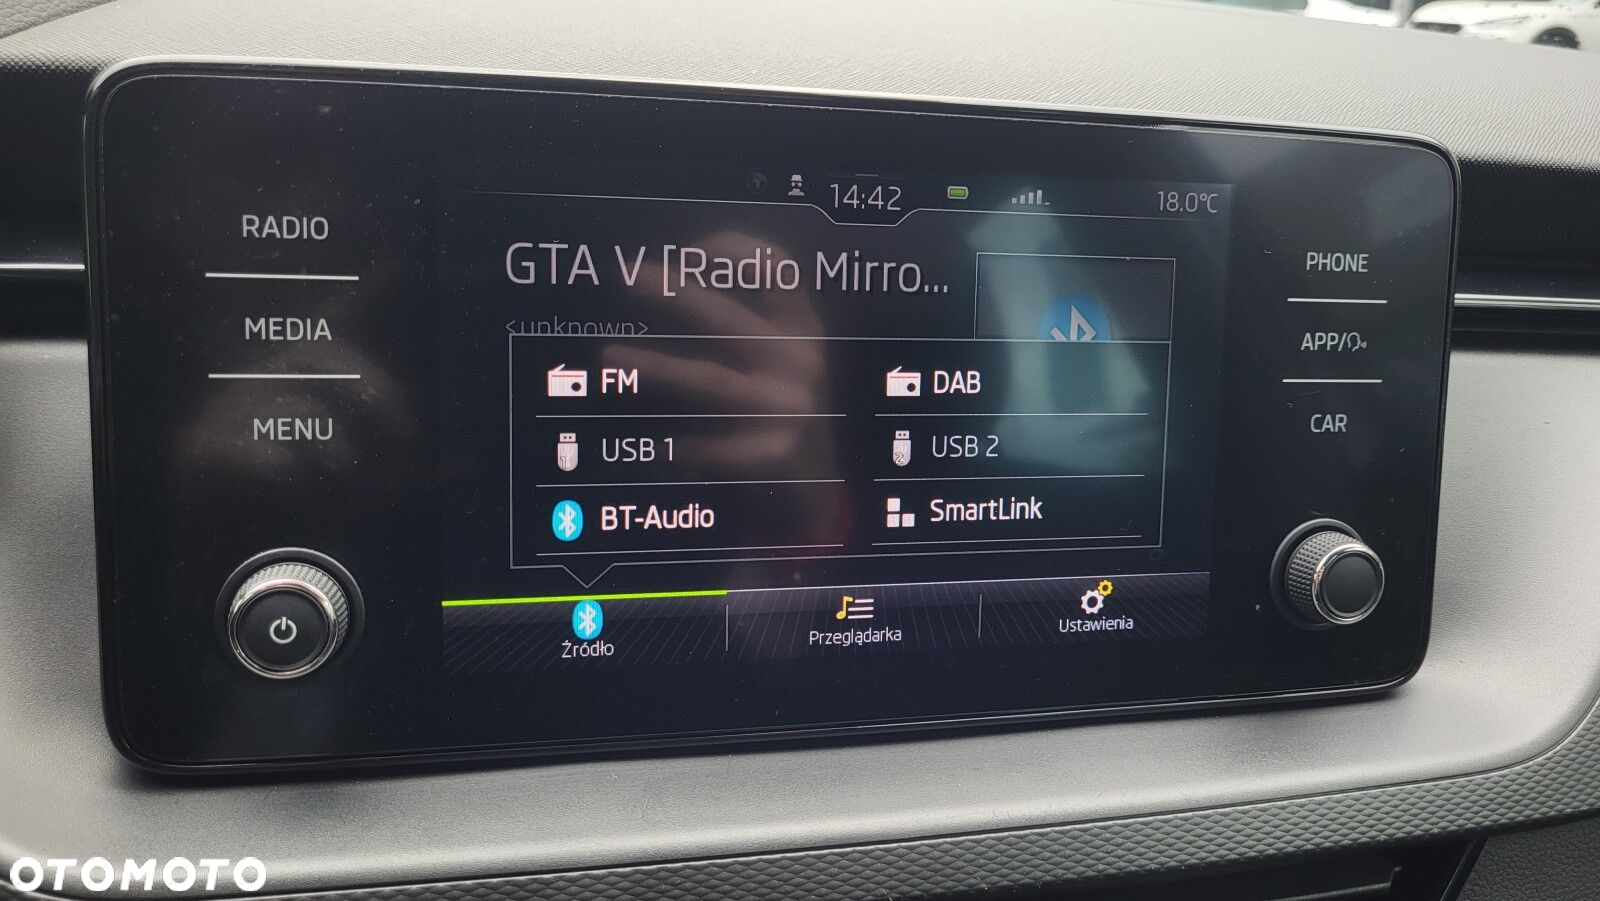 14:42
18.0°C
RADIO
MEDIA
MENU
GTA V [Radio Mirro...
<unknown>
FM
DAB
USB 1
USB 2
BT-Audio
SmartLink
Źródło
Przeglądarka
Ustawienia
PHONE
APP/
CAR
OTOMOTO